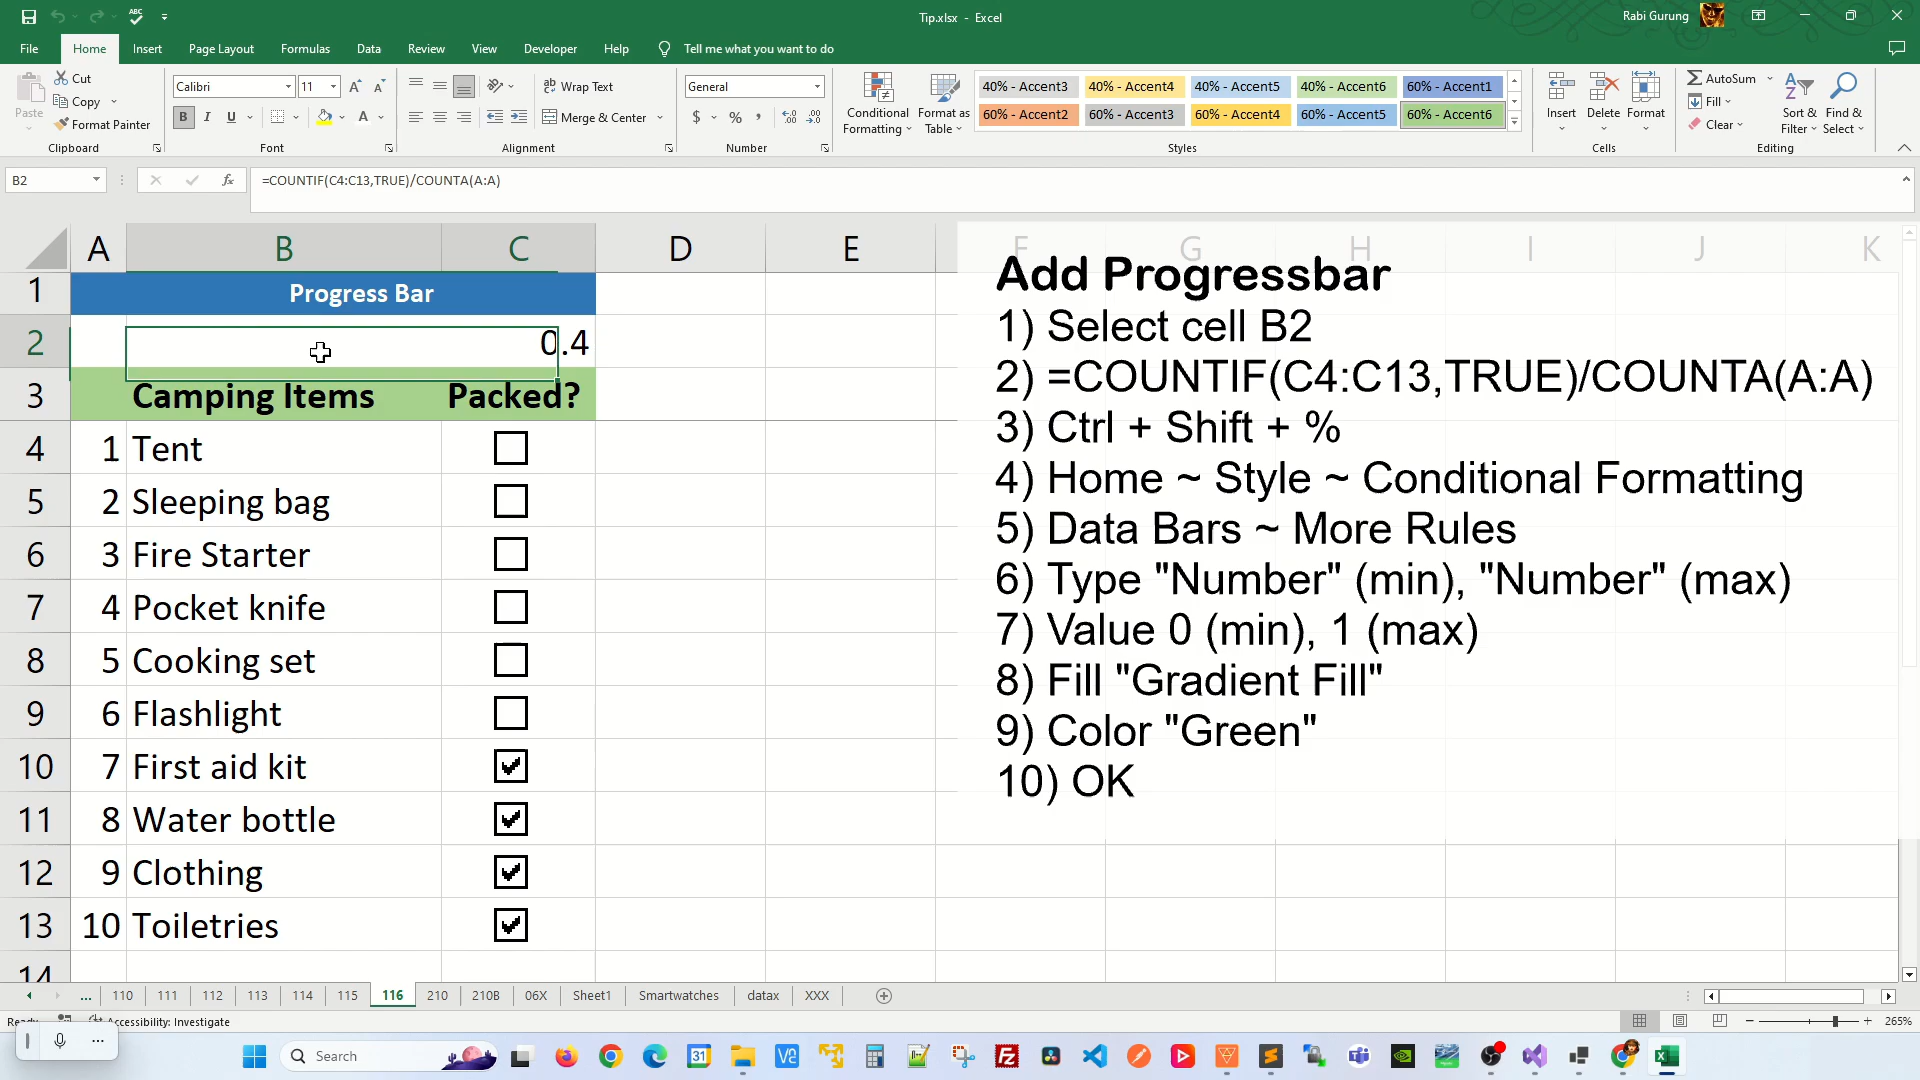 ABC
Tip.xlsx - Excel
Rabi Gurung
File Home Insert Page Layout Formulas Data Review View Developer Help Tell me what you want to do
Paste
Cut
Copy
Format Painter
Clipboard
Calibri 11
B I U
Font
Wrap Text
Merge & Center
Alignment
General
$ % ,
Number
Conditional Formatting
Format as Table
40% - Accent3 40% - Accent4 40% - Accent5 40% - Accent6 60% - Accent1
60% - Accent2 60% - Accent3 60% - Accent4 60% - Accent5 60% - Accent6
Styles
Insert Delete Format
Cells
AutoSum
Fill
Clear
Sort & Filter
Find & Select
Editing
B2 fx =COUNTIF(C4:C13,TRUE)/COUNTA(A:A)
A B C D E F G H I J K
1 Progress Bar
2 0.4
3 Camping Items Packed?
4 1 Tent
5 2 Sleeping bag
6 3 Fire Starter
7 4 Pocket knife
8 5 Cooking set
9 6 Flashlight
10 7 First aid kit
11 8 Water bottle
12 9 Clothing
13 10 Toiletries
14
Add Progressbar
1) Select cell B2
2) =COUNTIF(C4:C13,TRUE)/COUNTA(A:A)
3) Ctrl + Shift + %
4) Home ~ Style ~ Conditional Formatting
5) Data Bars ~ More Rules
6) Type "Number" (min), "Number" (max)
7) Value 0 (min), 1 (max)
8) Fill "Gradient Fill"
9) Color "Green"
10) OK
... 110 111 112 113 114 115 116 210 210B 06X Sheet1 Smartwatches datax XXX
Ready Accessibility: Investigate 265%
Search